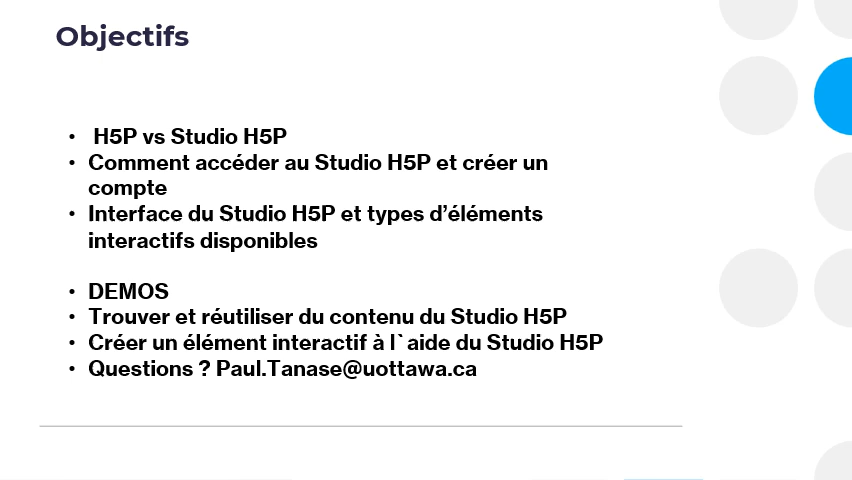 Objectifs
• H5P vs Studio H5P
• Comment accéder au Studio H5P et créer un
compte
• Interface du Studio H5P et types d’éléments
interactifs disponibles
• DEMOS
• Trouver et réutiliser du contenu du Studio H5P
• Créer un élément interactif à l`aide du Studio H5P
• Questions ? Paul.Tanase@uottawa.ca